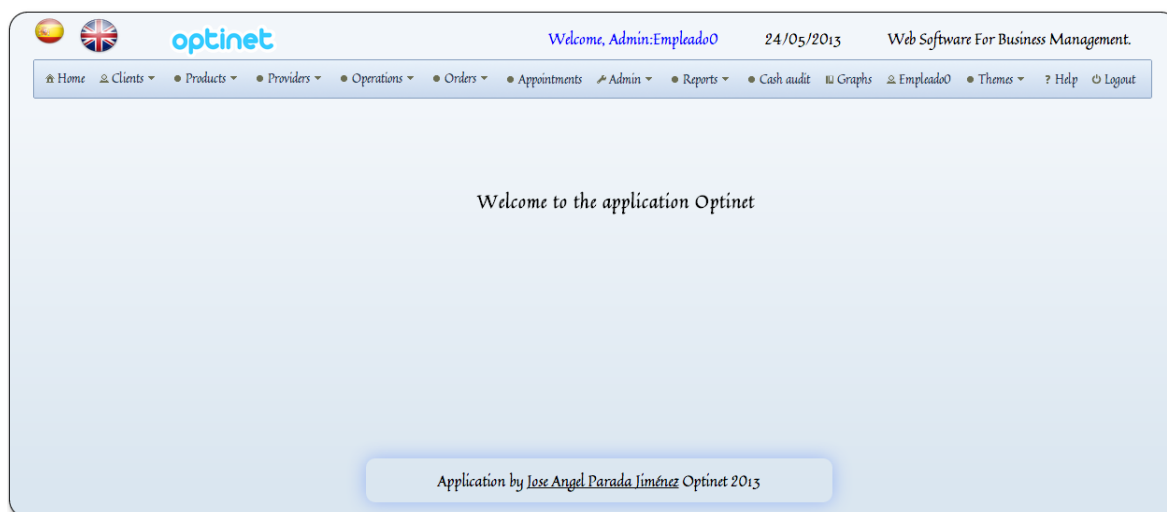 optinet Welcome, Admin:Empleado0 24/05/2013 Web Software For Business Management.
Home Clients Products Providers Operations Orders Appointments Admin Reports Cash audit Graphs Empleado0 Themes ? Help Logout
Welcome to the application Optinet
Application by Jose Angel Parada Jiménez Optinet 2013